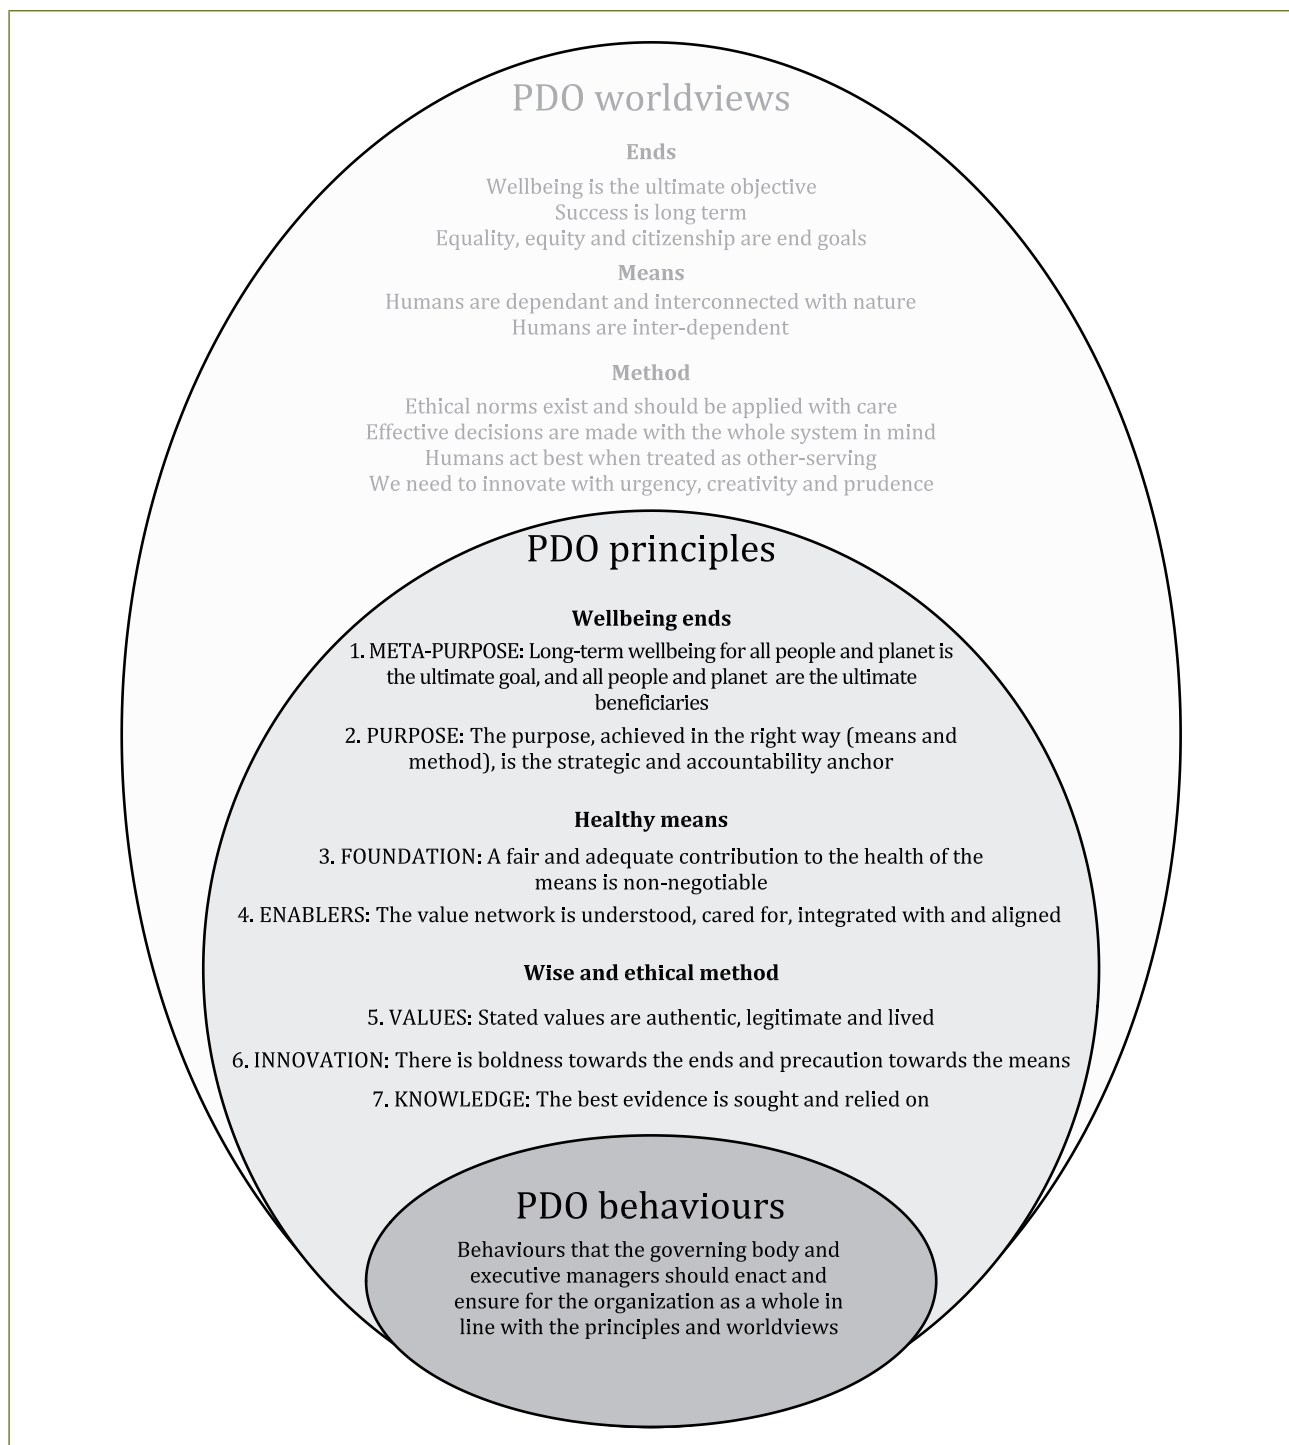 PDO worldviews
Ends
Wellbeing is the ultimate objective
Success is long term
Equality, equity and citizenship are end goals
Means
Humans are dependant and interconnected with nature
Humans are inter-dependent
Method
Ethical norms exist and should be applied with care
Effective decisions are made with the whole system in mind
Humans act best when treated as other-serving
We need to innovate with urgency, creativity and prudence
PDO principles
Wellbeing ends
1. META-PURPOSE: Long-term wellbeing for all people and planet is
the ultimate goal, and all people and planet are the ultimate
beneficiaries
2. PURPOSE: The purpose, achieved in the right way (means and
method), is the strategic and accountability anchor
Healthy means
3. FOUNDATION: A fair and adequate contribution to the health of the
means is non-negotiable
4. ENABLERS: The value network is understood, cared for, integrated with and aligned
Wise and ethical method
5. VALUES: Stated values are authentic, legitimate and lived
6. INNOVATION: There is boldness towards the ends and precaution towards the means
7. KNOWLEDGE: The best evidence is sought and relied on
PDO behaviours
Behaviours that the governing body and
executive managers should enact and
ensure for the organization as a whole in
line with the principles and worldviews